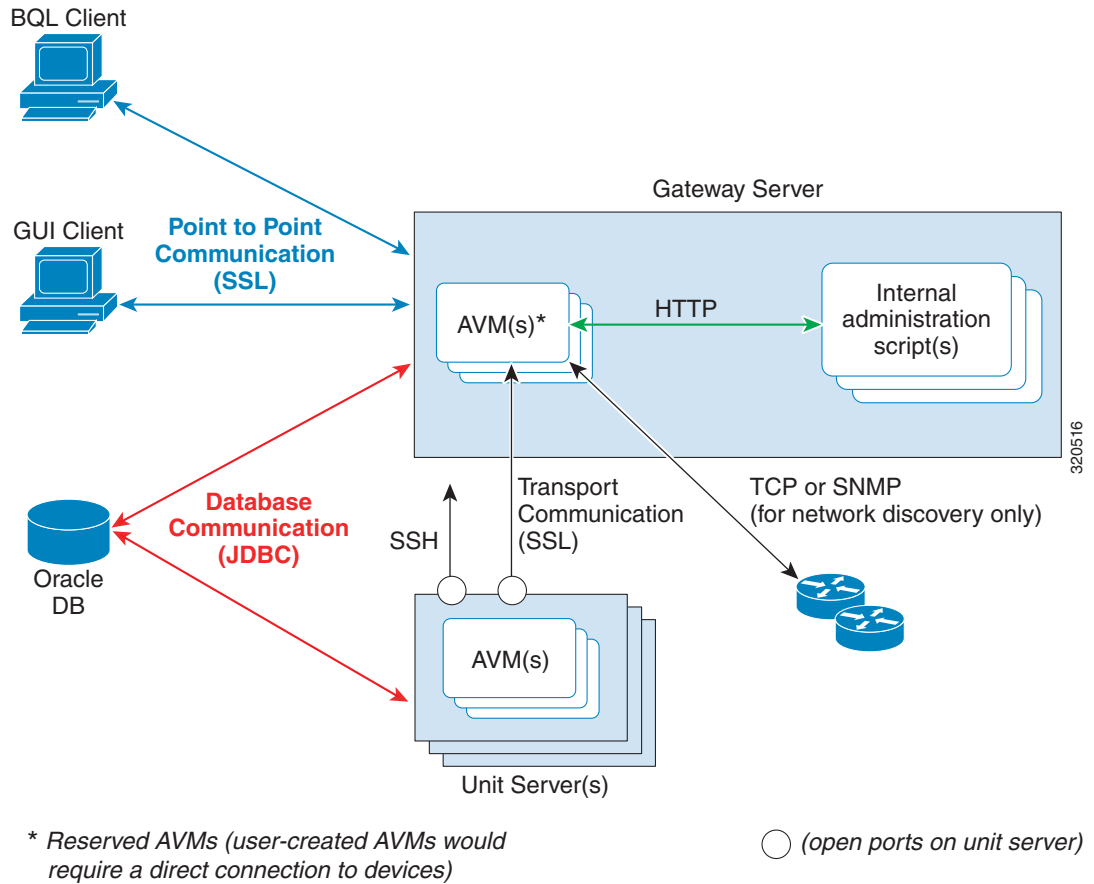 BQL Client
Gateway Server
GUI Client
Point to Point
Communication
(SSL)
AVM(s)*
HTTP
Internal
administration
script(s)
320516
Database
Communication
(JDBC)
Oracle
DB
SSH
Transport
Communication
(SSL)
TCP or SNMP
(for network discovery only)
AVM(s)
Unit Server(s)
* Reserved AVMs (user-created AVMs would
require a direct connection to devices)
(open ports on unit server)